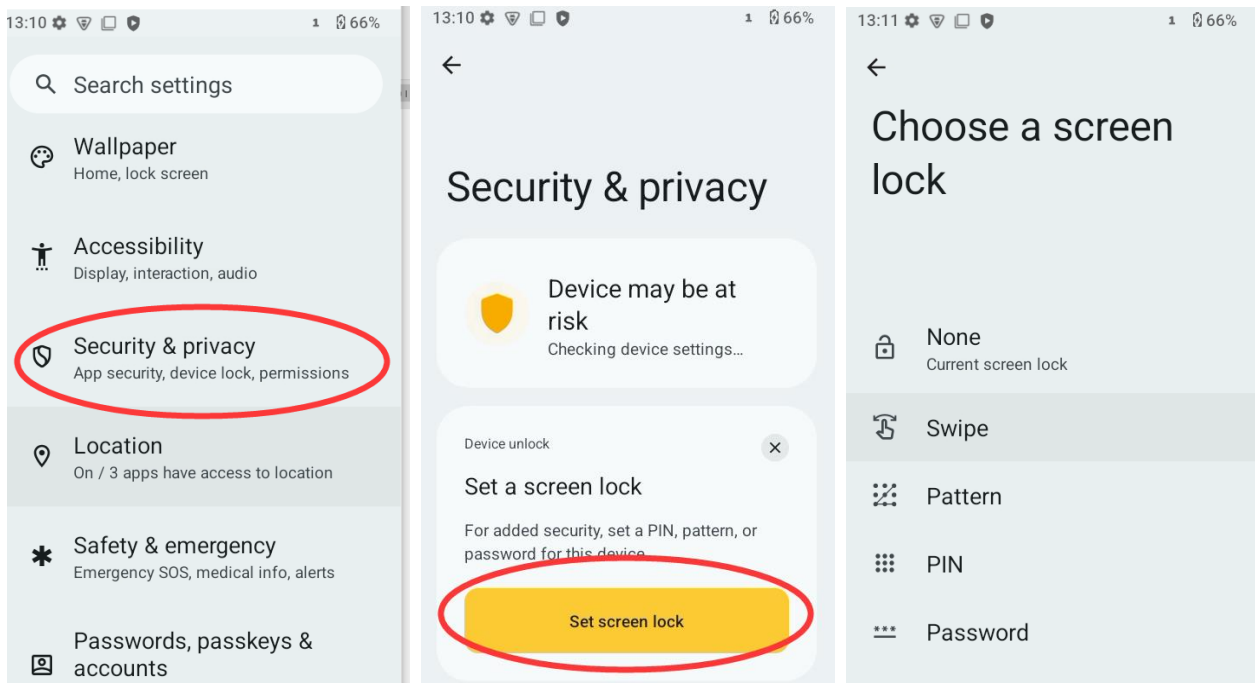 13:10 1 66%
Search settings
Wallpaper
Home, lock screen
Accessibility
Display, interaction, audio
Security & privacy
App security, device lock, permissions
Location
On / 3 apps have access to location
Safety & emergency
Emergency SOS, medical info, alerts
Passwords, passkeys &
accounts
13:10 1 66%
Security & privacy
Device may be at
risk
Checking device settings...
Device unlock
Set a screen lock
For added security, set a PIN, pattern, or
password for this device
Set screen lock
13:11 1 66%
Choose a screen
lock
None
Current screen lock
Swipe
Pattern
PIN
Password